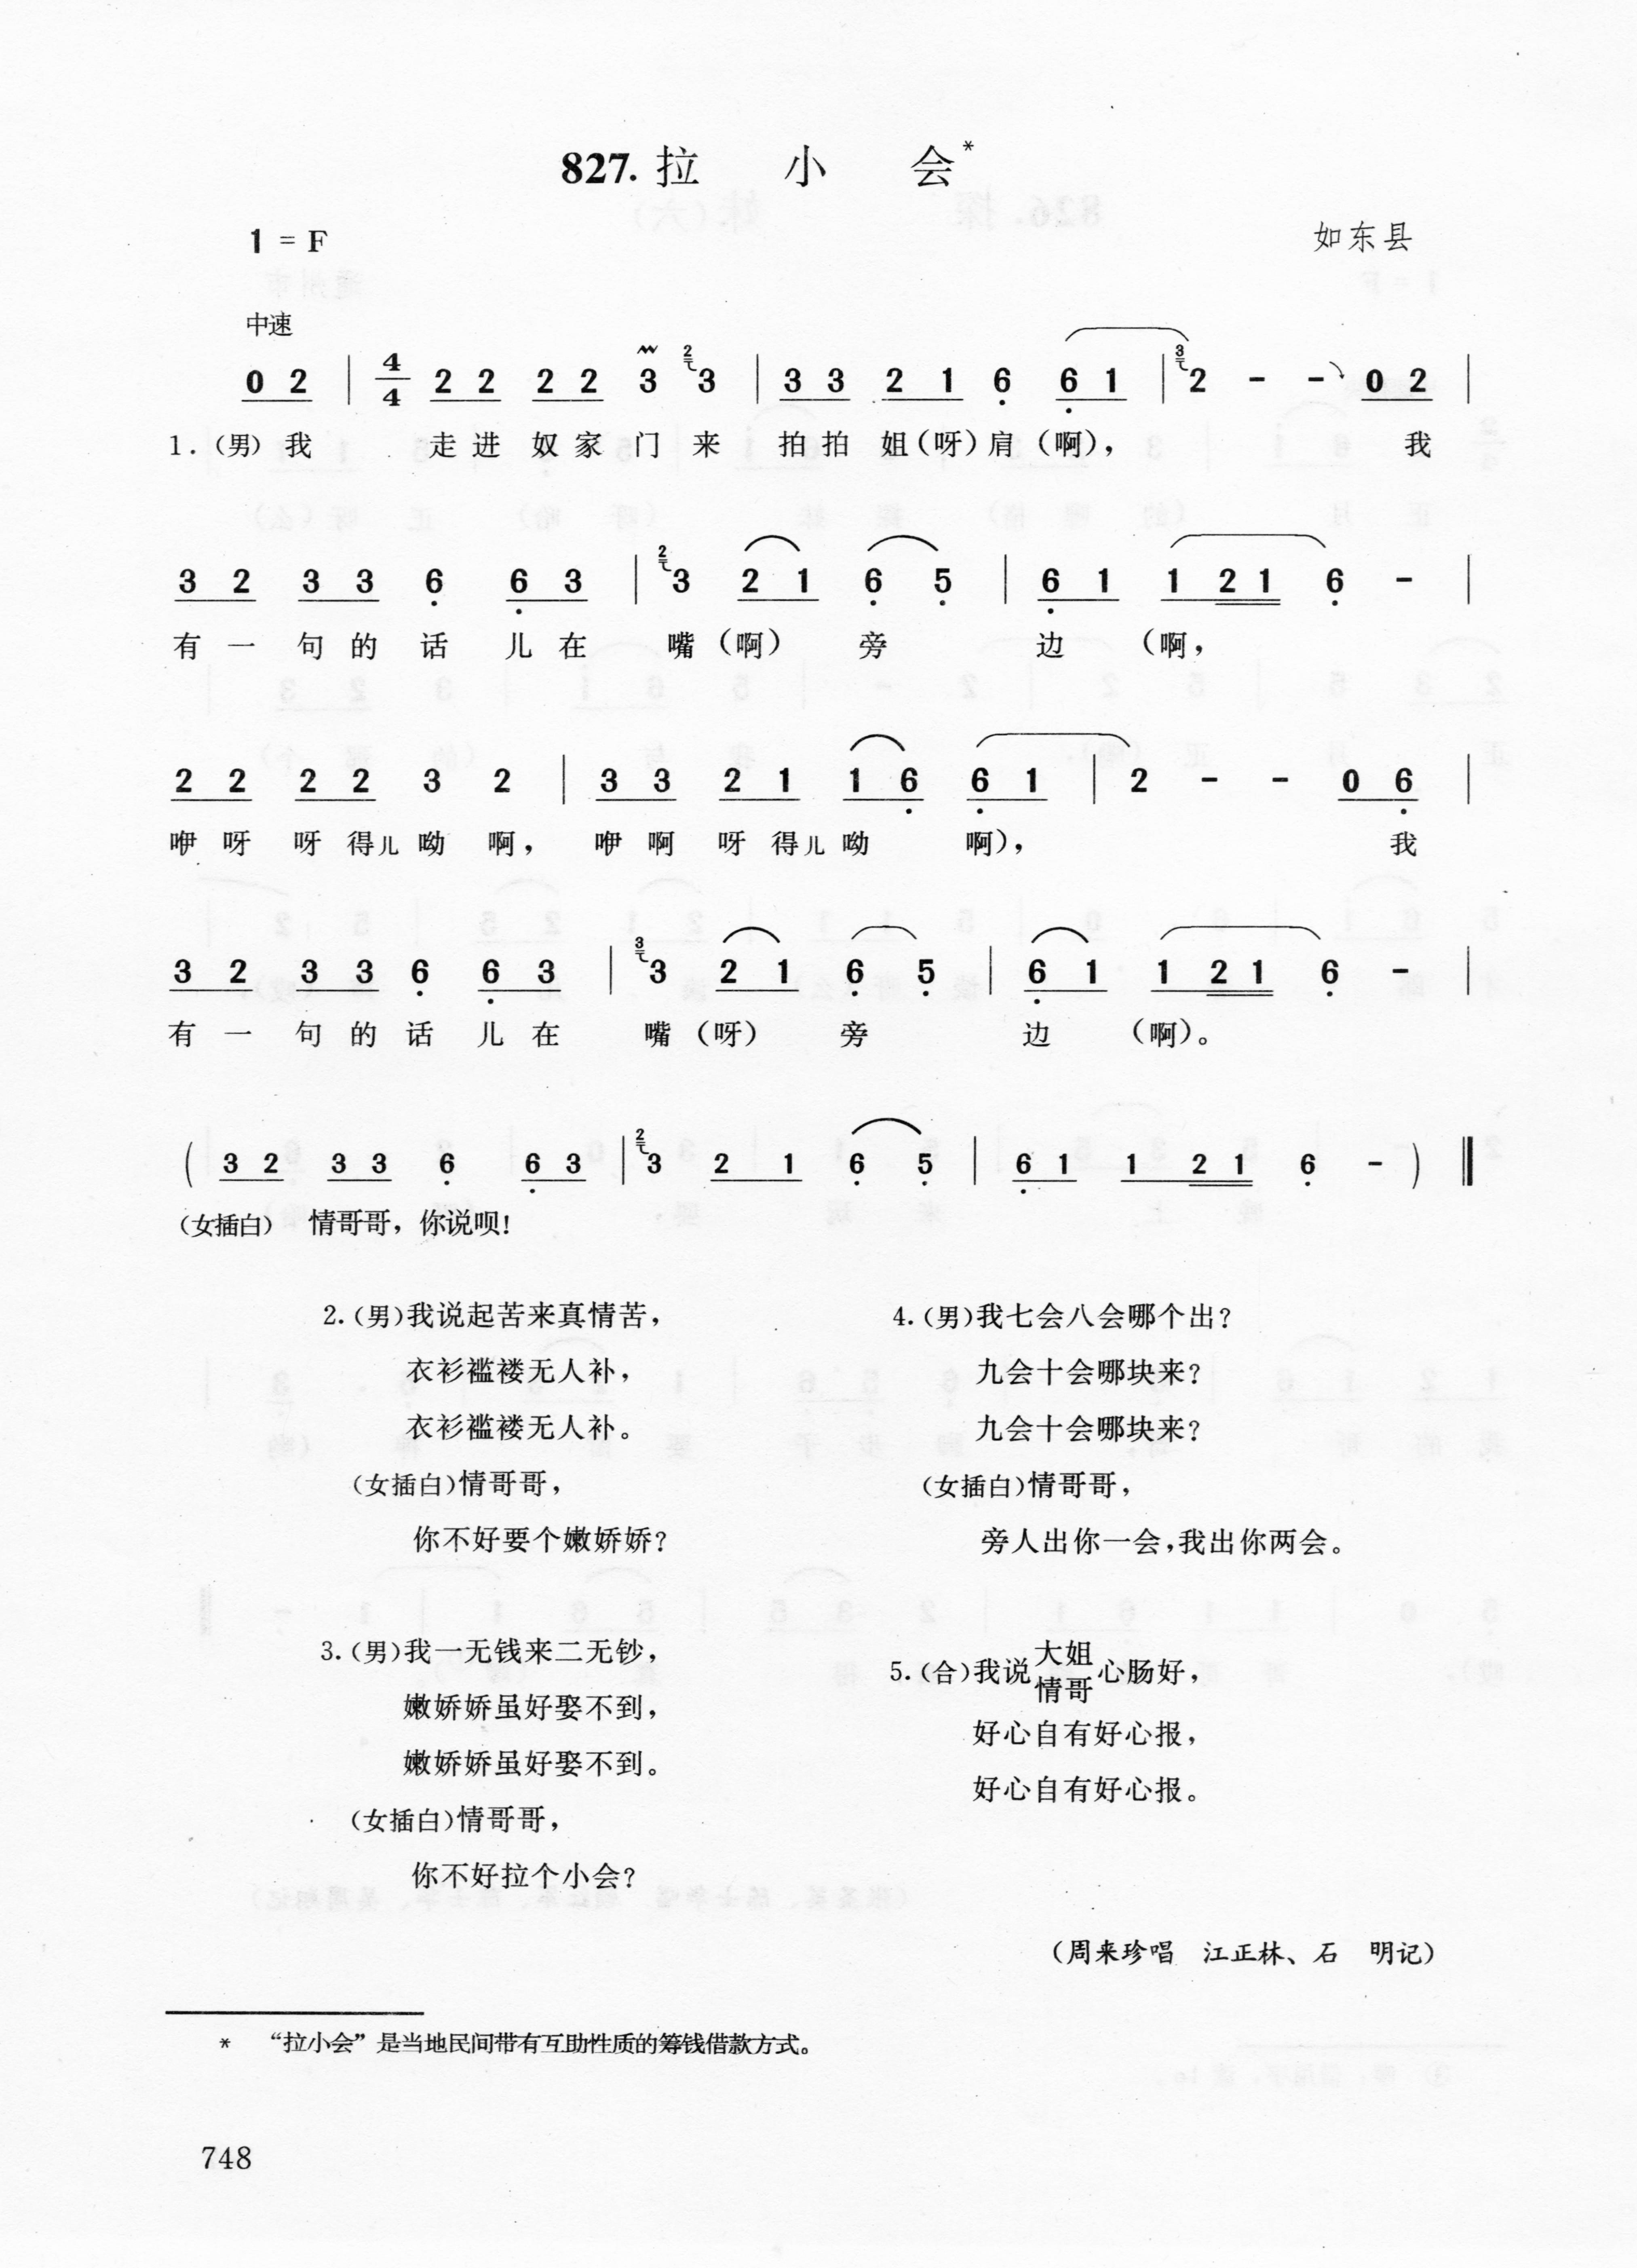 827. 拉 小 会*
1 = F
如东县
中速
0 2 | 4/4 2 2 2 2 3 2 3 | 3 3 2 1 6 6 1 | 3 2 - - 0 2 |
1. (男) 我 走 进 奴 家 门 来 拍 拍 姐(呀)肩 (啊), 我
3 2 3 3 6 6 3 | 2 3 2 1 6 5 | 6 1 1 2 1 6 - |
有 一 句 的 话 儿 在 嘴 (啊) 旁 边 (啊,
2 2 2 2 3 2 | 3 3 2 1 1 6 6 1 | 2 - - 0 6 |
咿 呀 呀 得儿 呦 啊, 咿 啊 呀 得儿 呦 啊), 我
3 2 3 3 6 6 3 | 3 3 2 1 6 5 | 6 1 1 2 1 6 - |
有 一 句 的 话 儿 在 嘴 (呀) 旁 边 (啊)。
( 3 2 3 3 6 6 3 | 2 3 2 1 6 5 | 6 1 1 2 1 6 - ) ‖
(女插白) 情哥哥, 你说呗!
2. (男)我说起苦来真情苦,
衣衫褴褛无人补,
衣衫褴褛无人补。
(女插白)情哥哥,
你不好要个嫩娇娇?
3. (男)我一无钱来二无钞,
嫩娇娇虽好娶不到,
嫩娇娇虽好娶不到。
(女插白)情哥哥,
你不好拉个小会?
4. (男)我七会八会哪个出?
九会十会哪块来?
九会十会哪块来?
(女插白)情哥哥,
旁人出你一会,我出你两会。
大姐
5. (合)我说 心肠好,
情哥
好心自有好心报,
好心自有好心报。
(周来珍唱 江正林、石 明记)
* “拉小会”是当地民间带有互助性质的筹钱借款方式。
748